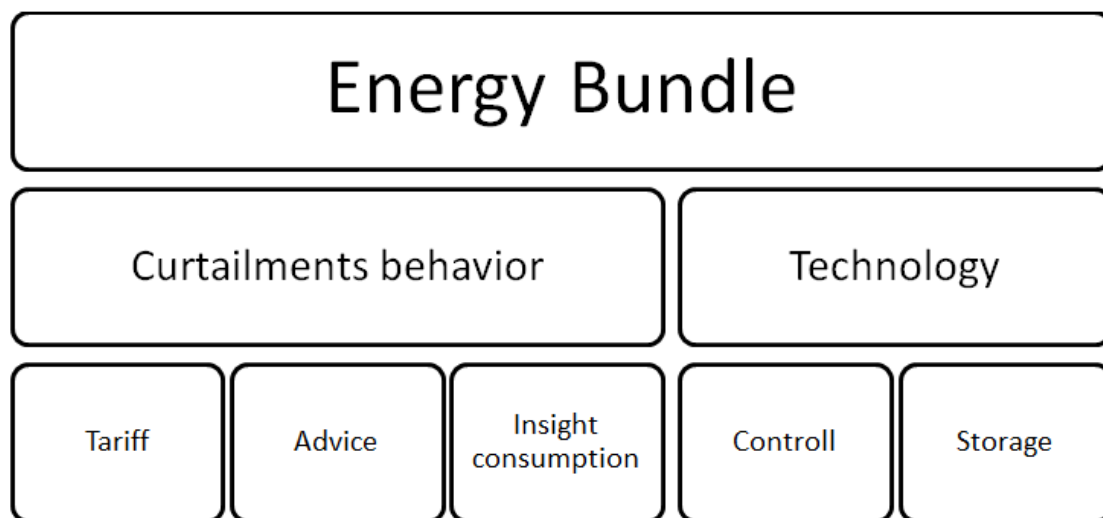 Energy Bundle
Curtailments behavior
Technology
Tariff
Advice
Insight
consumption
Controll
Storage